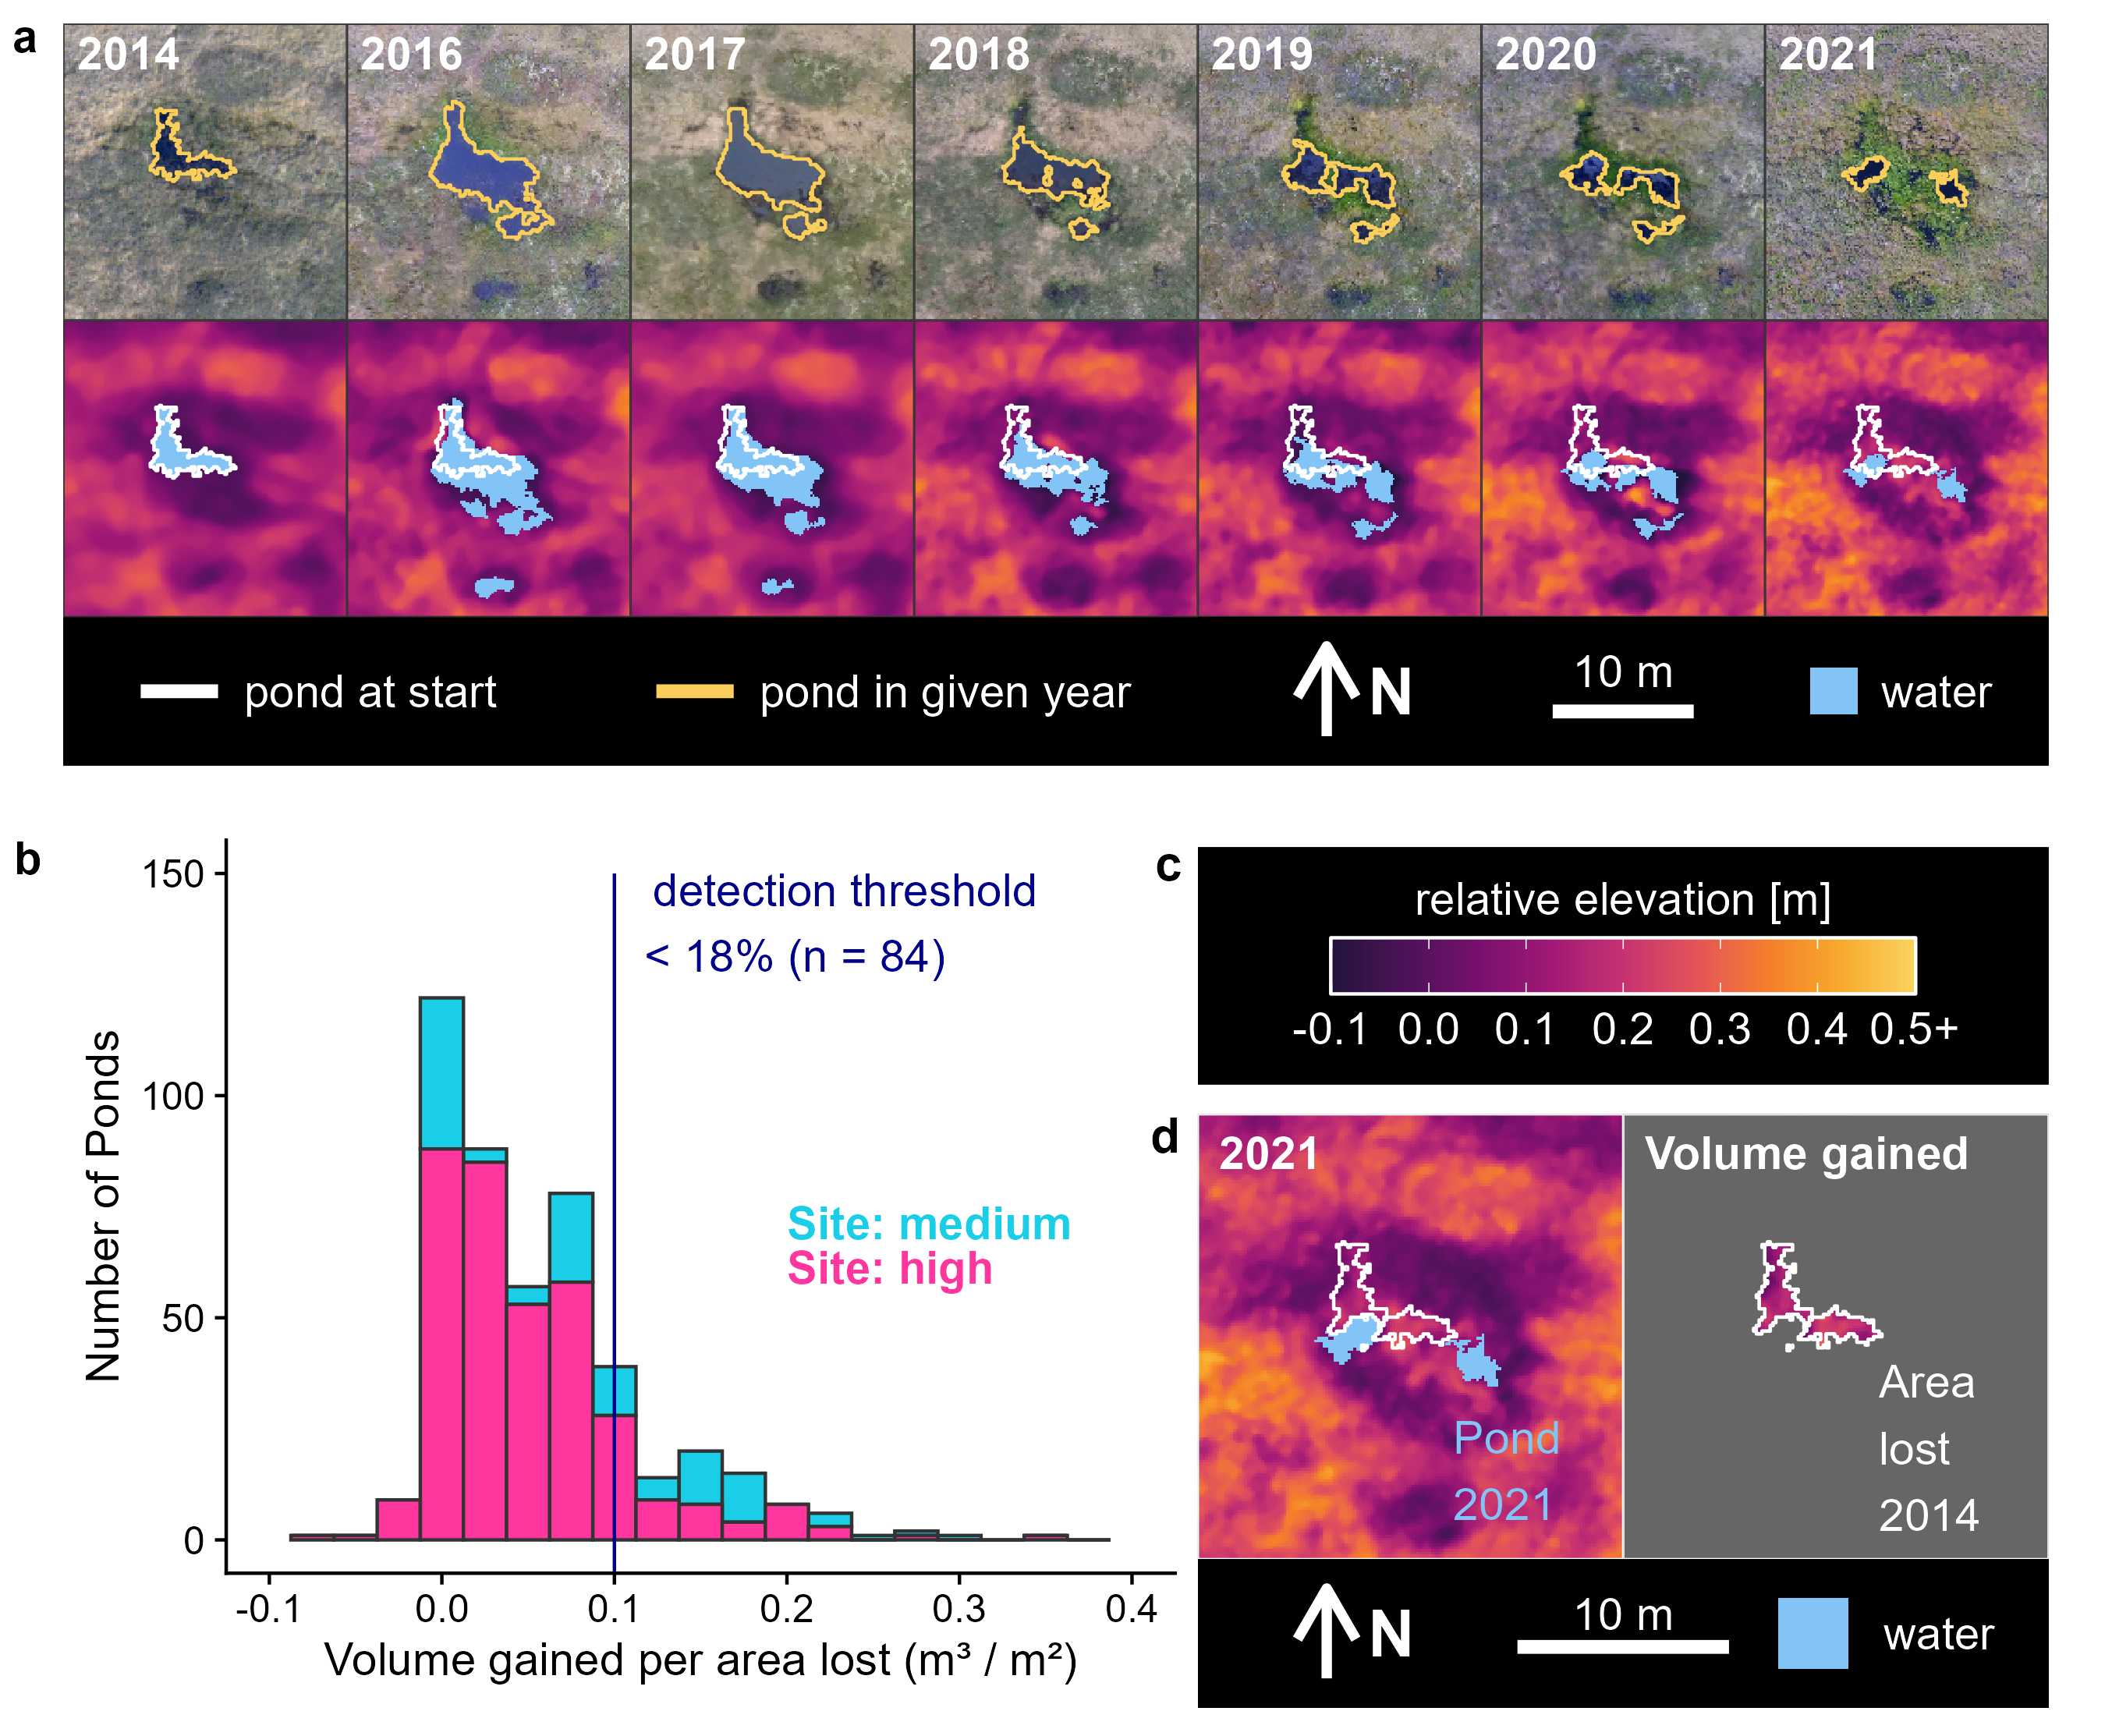 a
2014
2016
2017
2018
2019
2020
2021
pond at start
pond in given year
N
10 m
water
b
150
100
50
0
Number of Ponds
detection threshold
< 18% (n = 84)
Site: medium
Site: high
-0.1
0.0
0.1
0.2
0.3
0.4
Volume gained per area lost (m³ / m²)
c
relative elevation [m]
-0.1
0.0
0.1
0.2
0.3
0.4
0.5+
d
2021
Pond
2021
Volume gained
Area
lost
2014
N
10 m
water